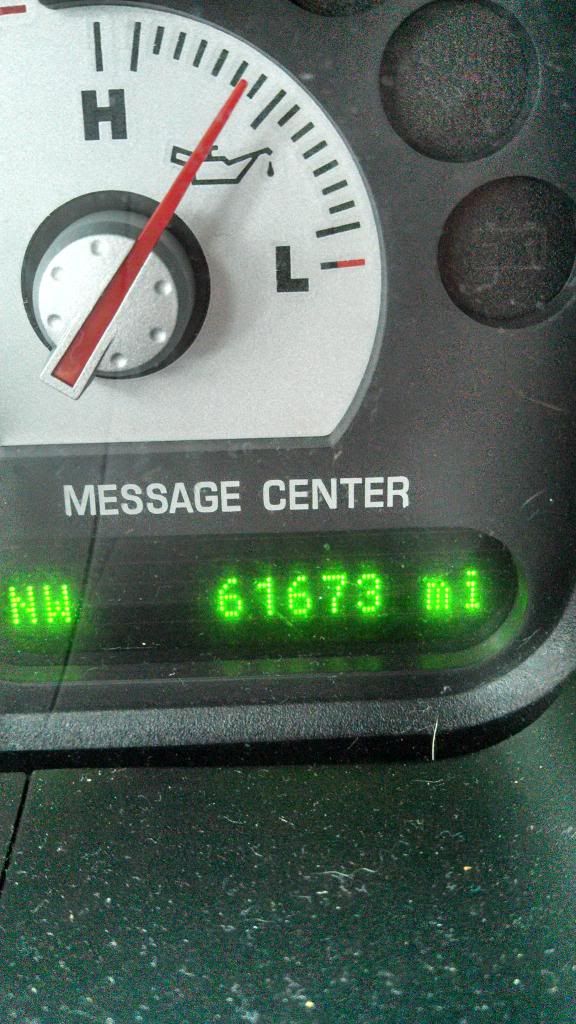 H
L
MESSAGE CENTER
NW 61673 mi